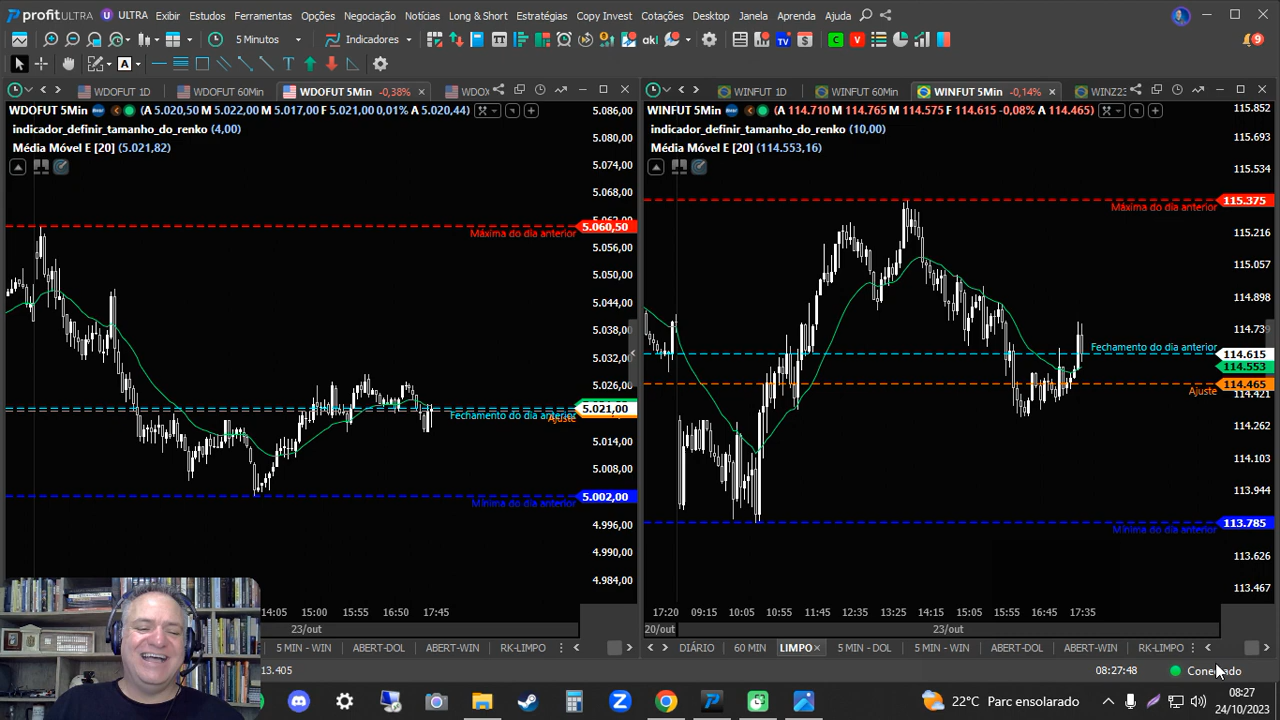 profitULTRA
U ULTRA Exibir Estudos Ferramentas Opções Negociação Notícias Long & Short Estratégias Copy Invest Cotações Desktop Janela Aprenda Ajuda
5 Minutos Indicadores TT akl TV $ C V 9
A T
WDOFUT 1D WDOFUT 60Min WDOFUT 5Min -0,38%
WDOFUT 5Min (A 5.020,50 M 5.022,00 M 5.017,00 F 5.021,00 0,01% A 5.020,44)
indicador_definir_tamanho_do_renko (4,00)
Média Móvel E [20] (5.021,82)
5.086,00
5.080,00
5.074,00
5.068,00
5.060,50
Máxima do dia anterior
5.056,00
5.050,00
5.044,00
5.038,00
5.032,00
5.026,00
5.021,00
Fechamento do dia anterior
Ajuste
5.014,00
5.008,00
5.002,00
Mínima do dia anterior
4.996,00
4.990,00
4.984,00
14:05 15:00 15:55 16:50 17:45
23/out
5 MIN - WIN ABERT-DOL ABERT-WIN RK-LIMPO
13.405
WINFUT 1D WINFUT 60Min WINFUT 5Min -0,14% WINZ23
WINFUT 5Min (A 114.710 M 114.765 M 114.575 F 114.615 -0,08% A 114.465)
indicador_definir_tamanho_do_renko (10,00)
Média Móvel E [20] (114.553,16)
115.852
115.693
115.534
115.375
Máxima do dia anterior
115.216
115.057
114.898
114.739
Fechamento do dia anterior
114.615
114.553
114.465
Ajuste
114.421
114.262
114.103
113.944
113.785
Mínima do dia anterior
113.626
113.467
17:20 09:15 10:05 10:55 11:45 12:35 13:25 14:15 15:05 15:55 16:45 17:35
20/out 23/out
DIÁRIO 60 MIN LIMPO 5 MIN - DOL 5 MIN - WIN ABERT-DOL ABERT-WIN RK-LIMPO
08:27:48 Conectado
22°C Parc ensolarado
08:27
24/10/2023